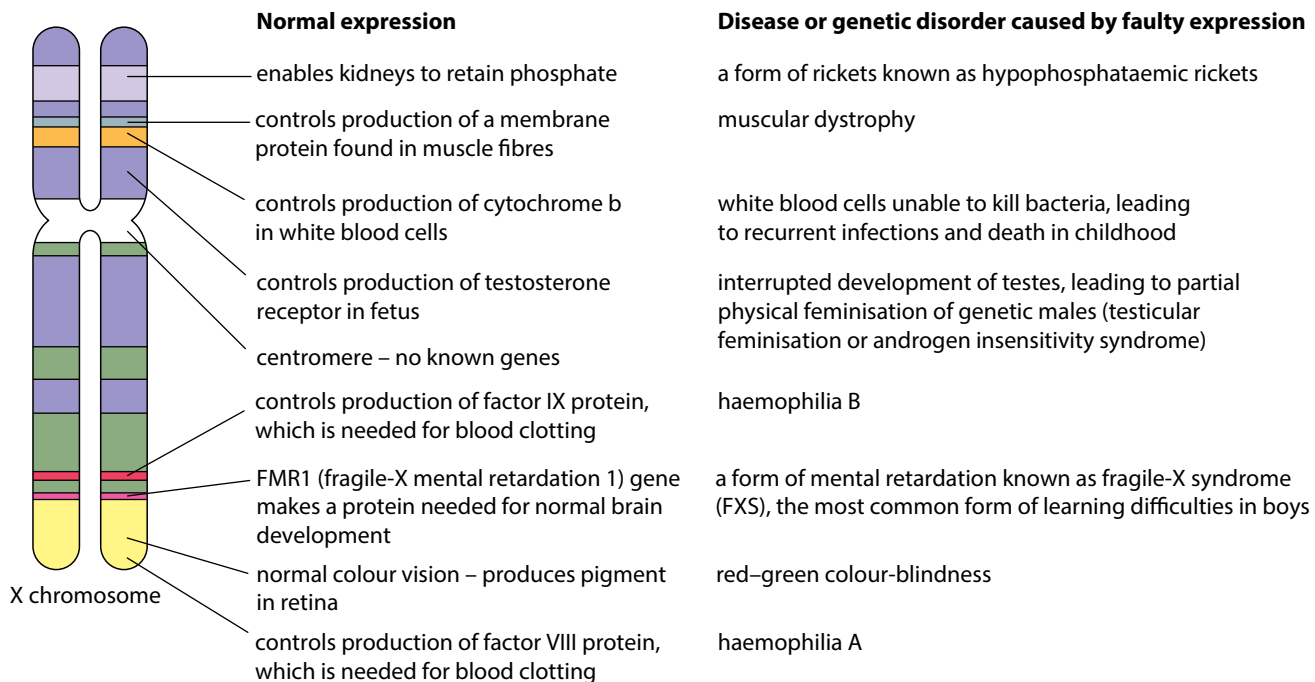 Normal expression
Disease or genetic disorder caused by faulty expression
enables kidneys to retain phosphate
a form of rickets known as hypophosphataemic rickets
controls production of a membrane
protein found in muscle fibres
muscular dystrophy
controls production of cytochrome b
in white blood cells
white blood cells unable to kill bacteria, leading
to recurrent infections and death in childhood
controls production of testosterone
receptor in fetus
interrupted development of testes, leading to partial
physical feminisation of genetic males (testicular
feminisation or androgen insensitivity syndrome)
centromere – no known genes
controls production of factor IX protein,
which is needed for blood clotting
haemophilia B
FMR1 (fragile-X mental retardation 1) gene
makes a protein needed for normal brain
development
a form of mental retardation known as fragile-X syndrome
(FXS), the most common form of learning difficulties in boys
normal colour vision – produces pigment
in retina
red–green colour-blindness
X chromosome
controls production of factor VIII protein,
which is needed for blood clotting
haemophilia A